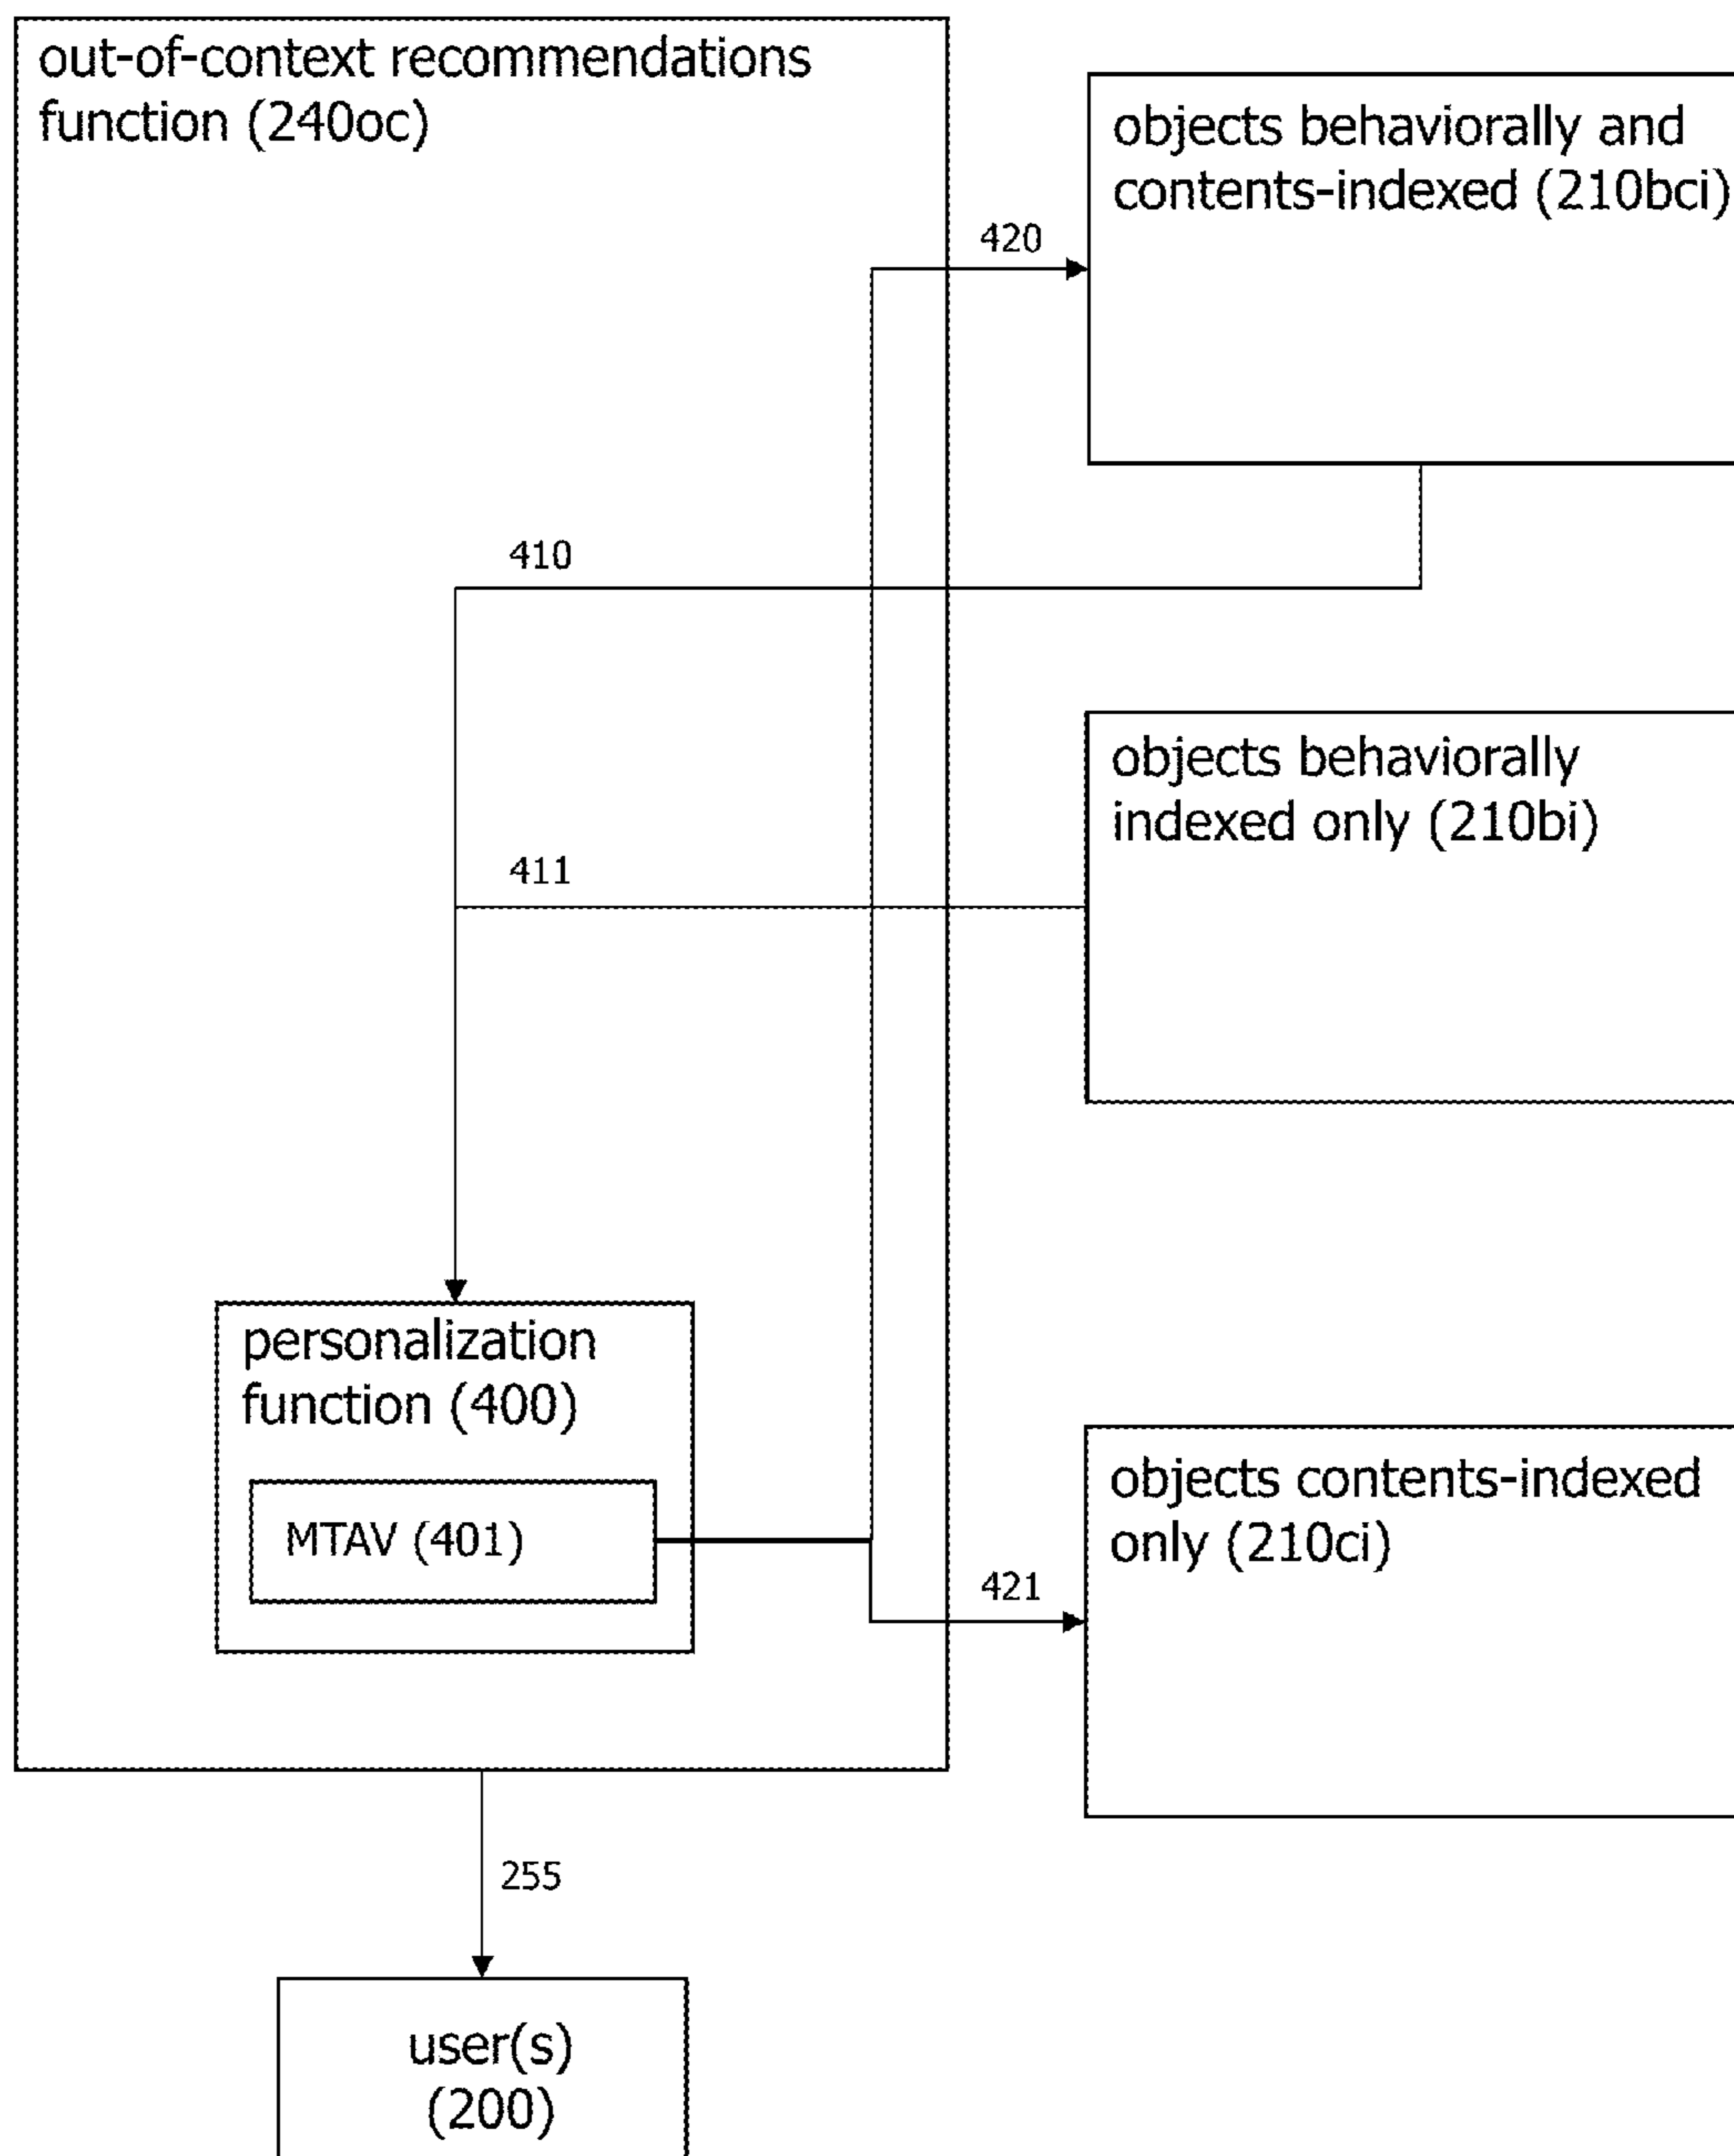 out-of-context recommendations
function (240oc)
objects behaviorally and
contents-indexed (210bci)
420
410
objects behaviorally
indexed only (210bi)
411
personalization
function (400)
MTAV (401)
objects contents-indexed
only (210ci)
421
255
user(s)
(200)